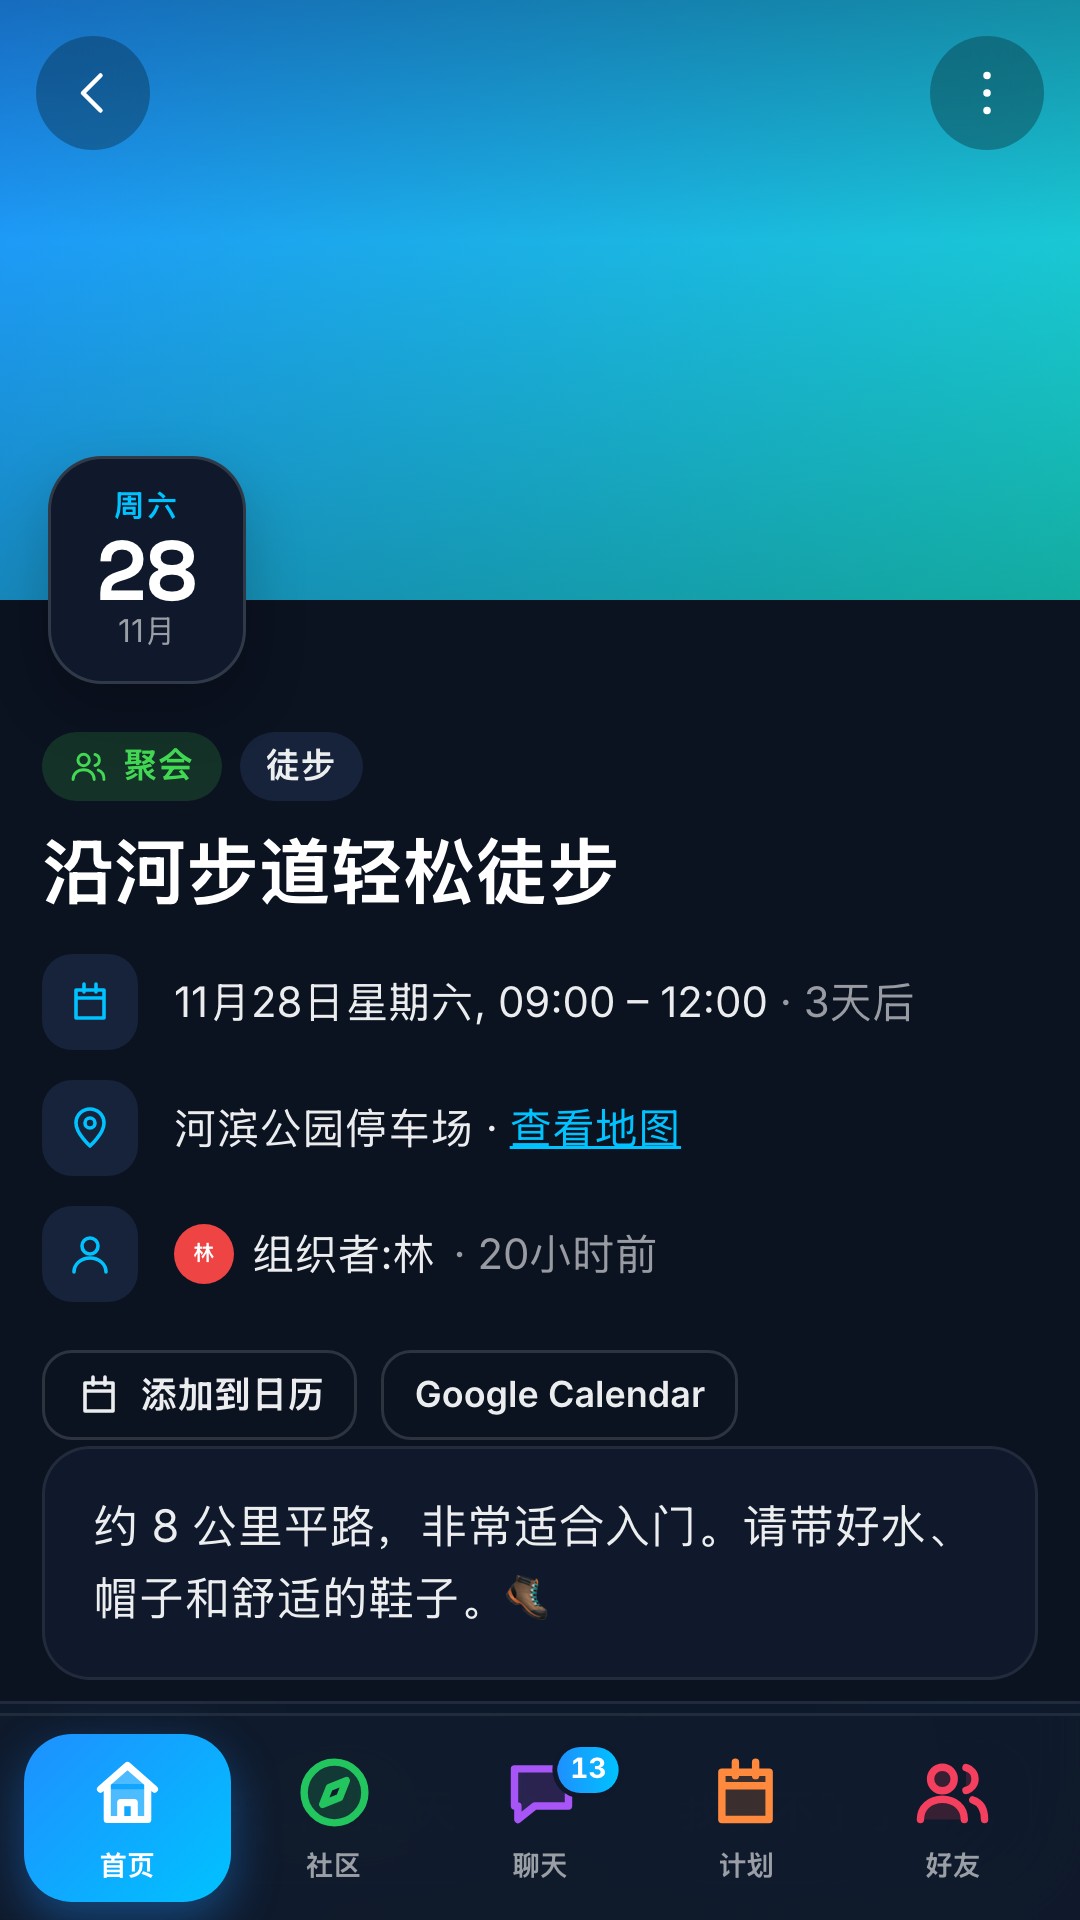 周六
28
11月
聚会
徒步
沿河步道轻松徒步
11月28日星期六, 09:00 – 12:00 · 3天后
河滨公园停车场 · 查看地图
林 组织者:林 · 20小时前
添加到日历
Google Calendar
约 8 公里平路，非常适合入门。请带好水、
帽子和舒适的鞋子。🥾
13
首页
社区
聊天
计划
好友